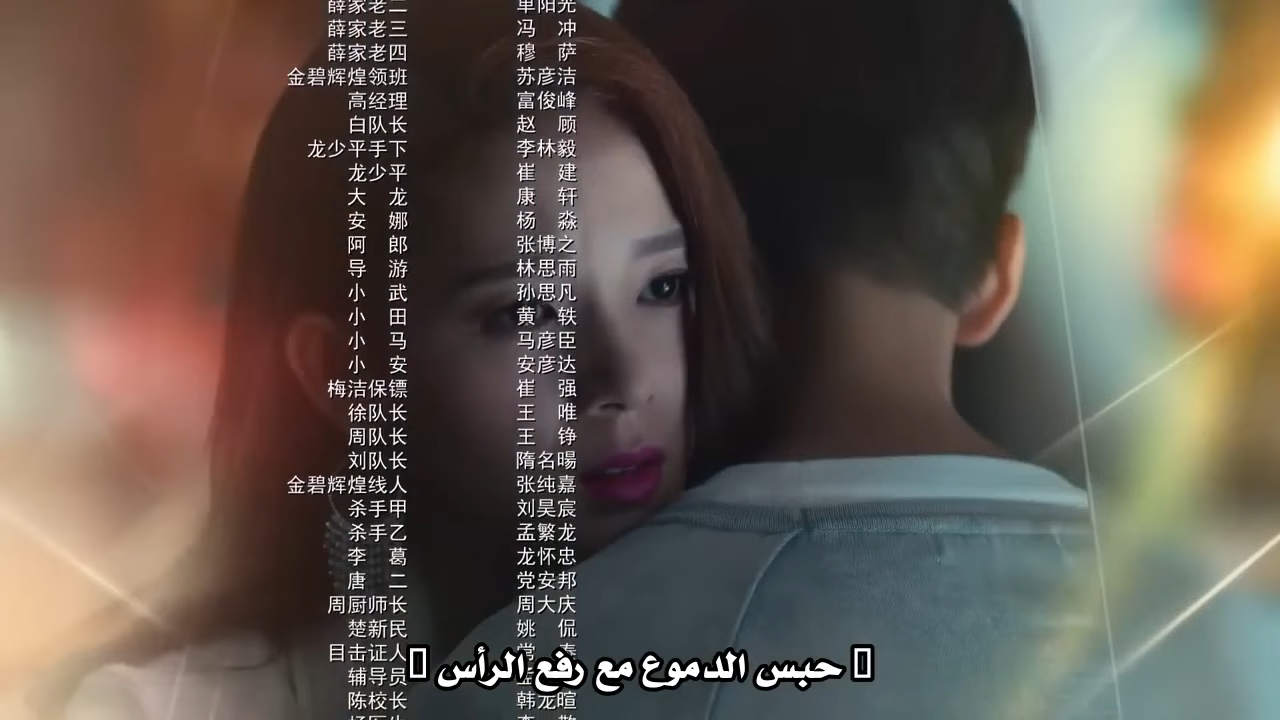 薛家老二 单阳光
薛家老三 冯 冲
薛家老四 穆 萨
金碧辉煌领班 苏彦洁
高经理 富俊峰
白队长 赵 顾
龙少平手下 李林毅
龙少平 崔 建
大 龙 康 轩
安 娜 杨 淼
阿 郎 张博之
导 游 林思雨
小 武 孙思凡
小 田 黄 轶
小 马 马彦臣
小 安 安彦达
梅洁保镖 崔 强
徐队长 王 唯
周队长 王 铮
刘队长 隋名暘
金碧辉煌线人 张纯嘉
杀手甲 刘昊宸
杀手乙 孟繁龙
李 葛 龙怀忠
唐 二 党安邦
周厨师长 周大庆
楚新民 姚 侃
目击证人
حبس الدموع مع رفع الرأس
辅导员
陈校长 韩龙暄